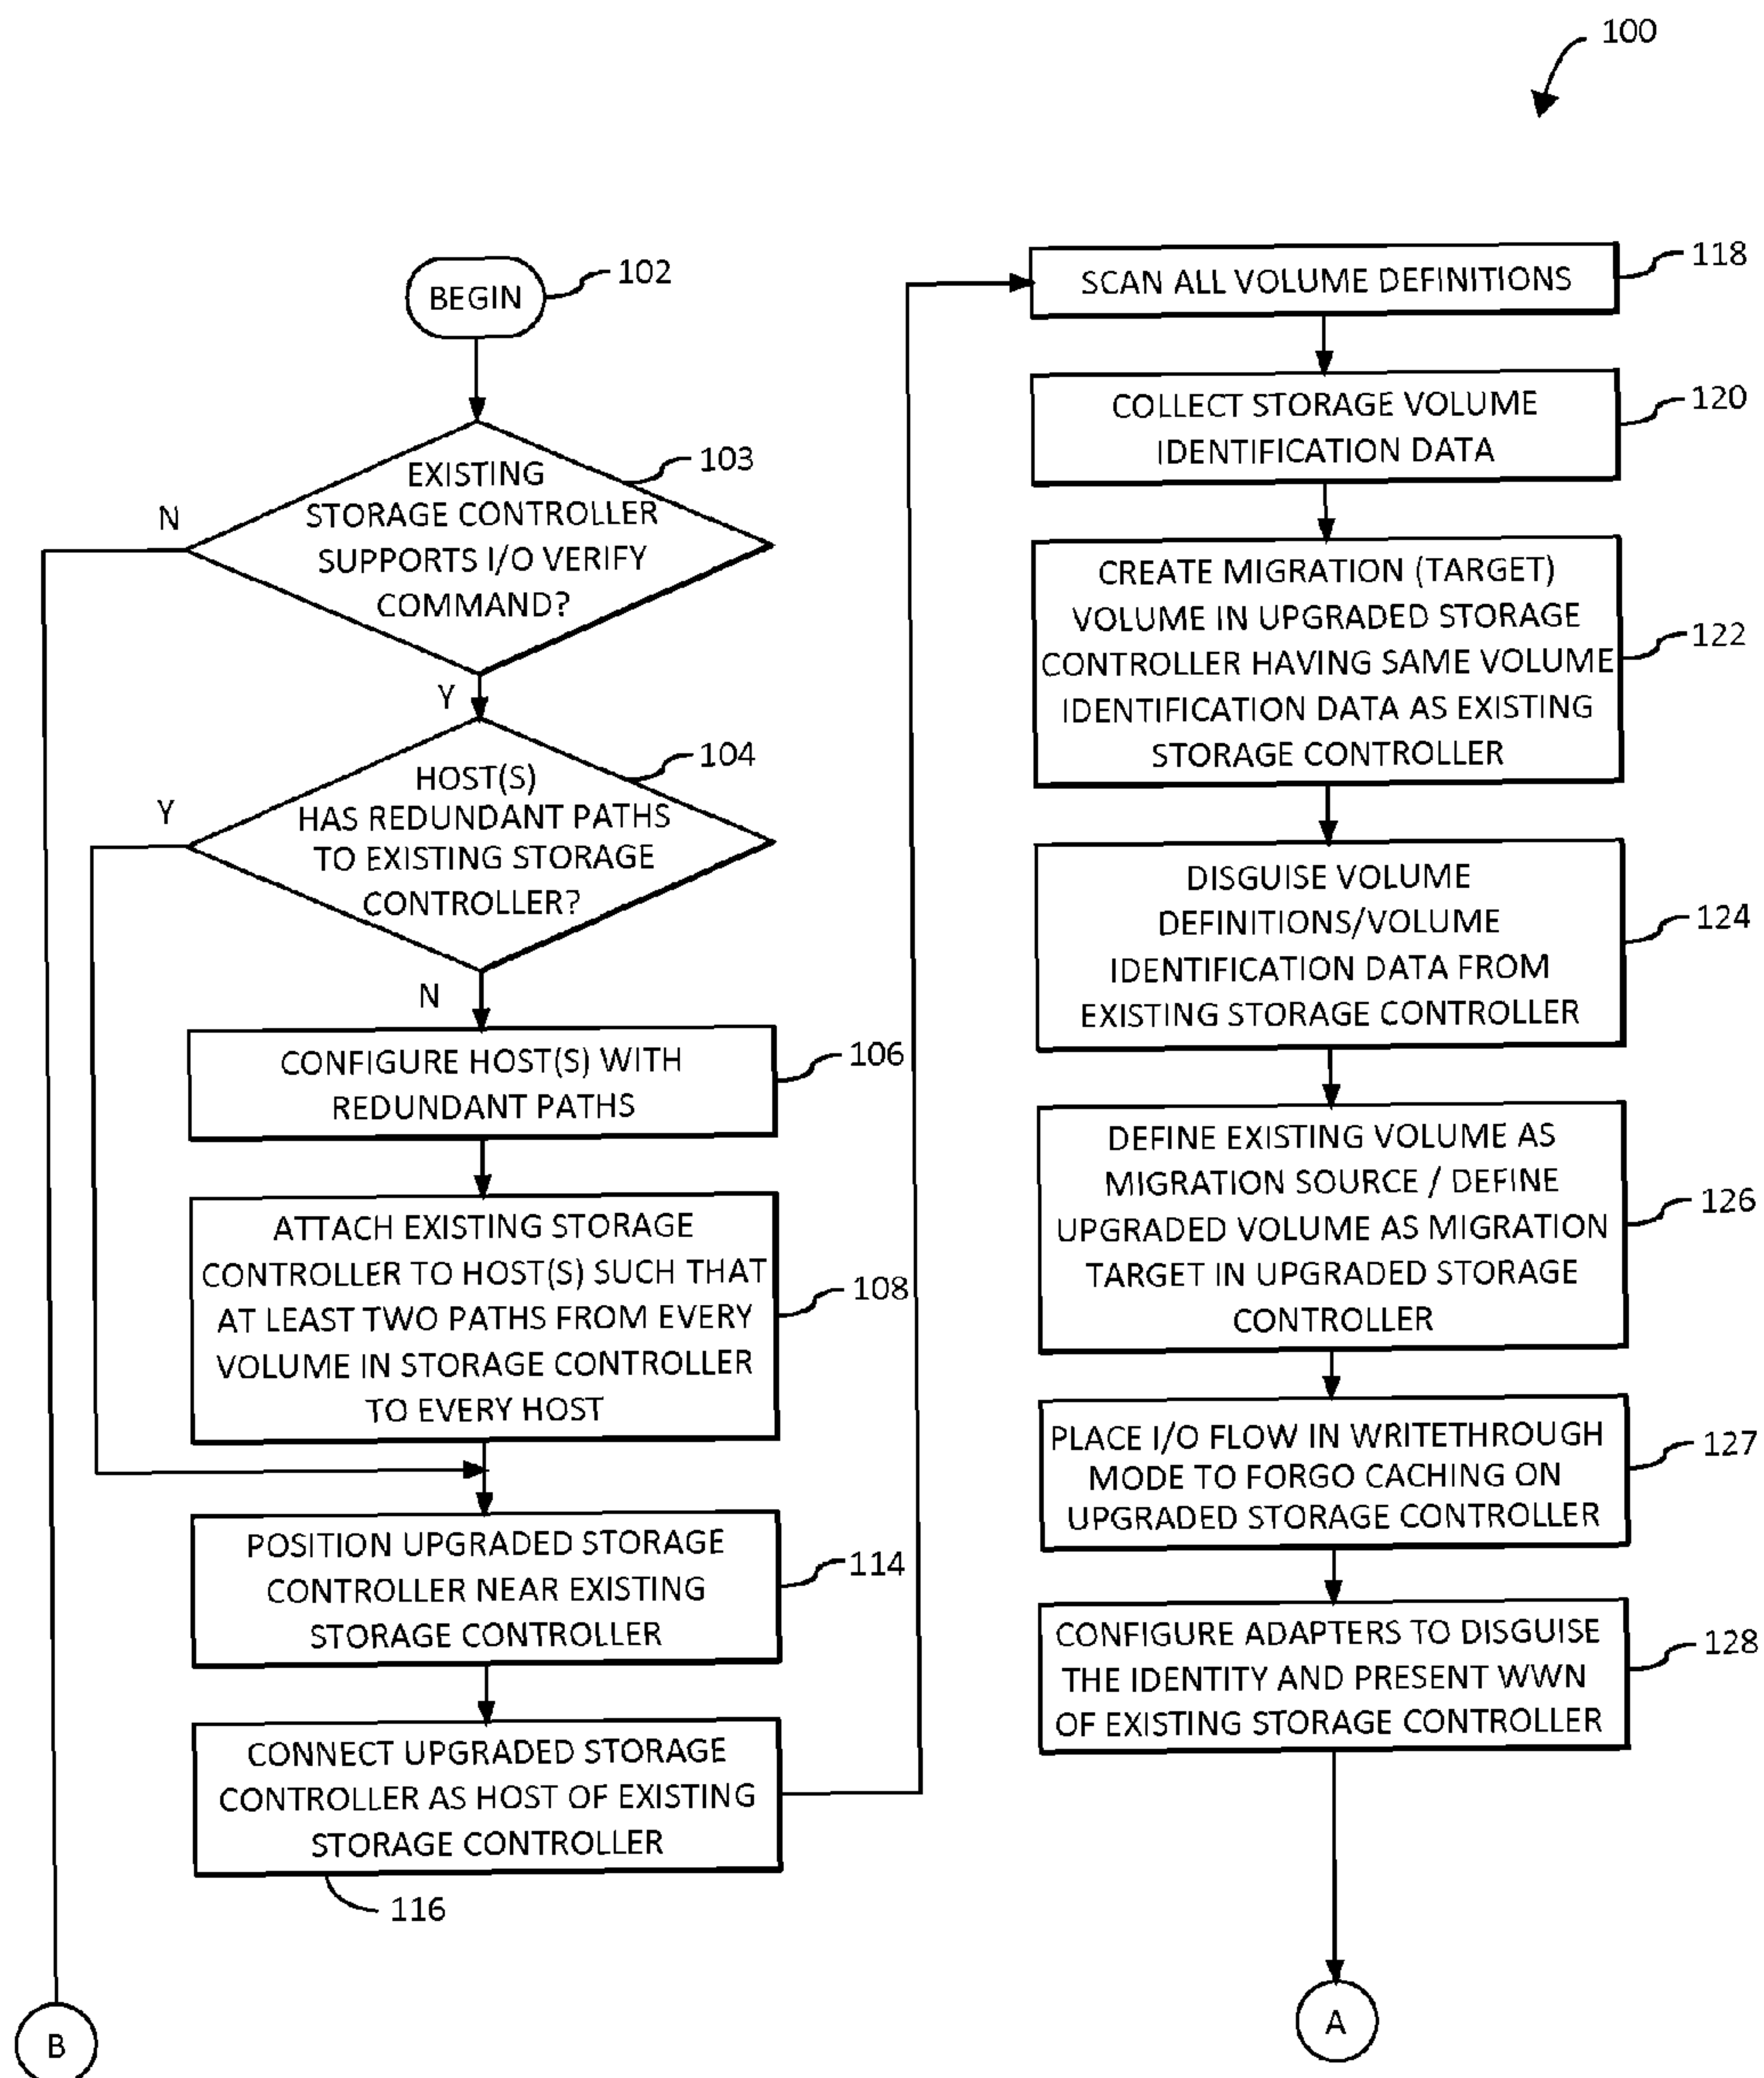 100
BEGIN
102
EXISTING
STORAGE CONTROLLER
SUPPORTS I/O VERIFY
COMMAND?
103
N
Y
HOST(S)
HAS REDUNDANT PATHS
TO EXISTING STORAGE
CONTROLLER?
104
Y
N
CONFIGURE HOST(S) WITH
REDUNDANT PATHS
106
ATTACH EXISTING STORAGE
CONTROLLER TO HOST(S) SUCH THAT
AT LEAST TWO PATHS FROM EVERY
VOLUME IN STORAGE CONTROLLER
TO EVERY HOST
108
POSITION UPGRADED STORAGE
CONTROLLER NEAR EXISTING
STORAGE CONTROLLER
114
CONNECT UPGRADED STORAGE
CONTROLLER AS HOST OF EXISTING
STORAGE CONTROLLER
116
B
SCAN ALL VOLUME DEFINITIONS
118
COLLECT STORAGE VOLUME
IDENTIFICATION DATA
120
CREATE MIGRATION (TARGET)
VOLUME IN UPGRADED STORAGE
CONTROLLER HAVING SAME VOLUME
IDENTIFICATION DATA AS EXISTING
STORAGE CONTROLLER
122
DISGUISE VOLUME
DEFINITIONS/VOLUME
IDENTIFICATION DATA FROM
EXISTING STORAGE CONTROLLER
124
DEFINE EXISTING VOLUME AS
MIGRATION SOURCE / DEFINE
UPGRADED VOLUME AS MIGRATION
TARGET IN UPGRADED STORAGE
CONTROLLER
126
PLACE I/O FLOW IN WRITETHROUGH
MODE TO FORGO CACHING ON
UPGRADED STORAGE CONTROLLER
127
CONFIGURE ADAPTERS TO DISGUISE
THE IDENTITY AND PRESENT WWN
OF EXISTING STORAGE CONTROLLER
128
A